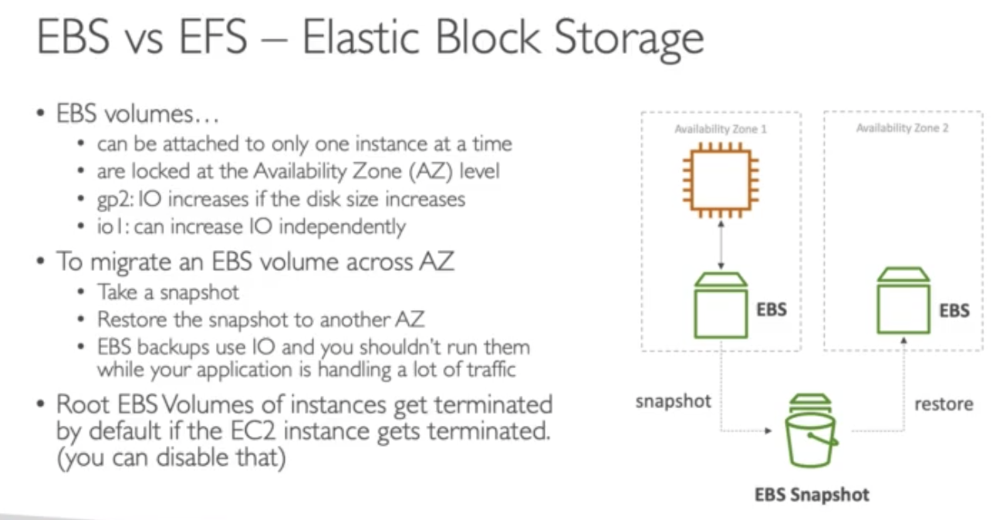 EBS vs EFS – Elastic Block Storage
• EBS volumes…
• can be attached to only one instance at a time
• are locked at the Availability Zone (AZ) level
• gp2: IO increases if the disk size increases
• io1: can increase IO independently
• To migrate an EBS volume across AZ
• Take a snapshot
• Restore the snapshot to another AZ
• EBS backups use IO and you shouldn't run them
while your application is handling a lot of traffic
• Root EBS Volumes of instances get terminated
by default if the EC2 instance gets terminated.
(you can disable that)
Availability Zone 1
EBS
Availability Zone 2
EBS
snapshot
restore
EBS Snapshot